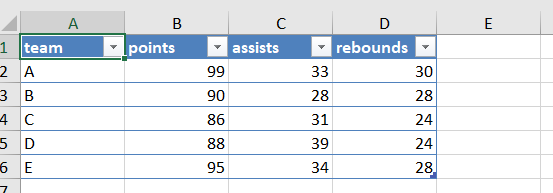 A B C D E
1 team points assists rebounds
2 A 99 33 30
3 B 90 28 28
4 C 86 31 24
5 D 88 39 24
6 E 95 34 28